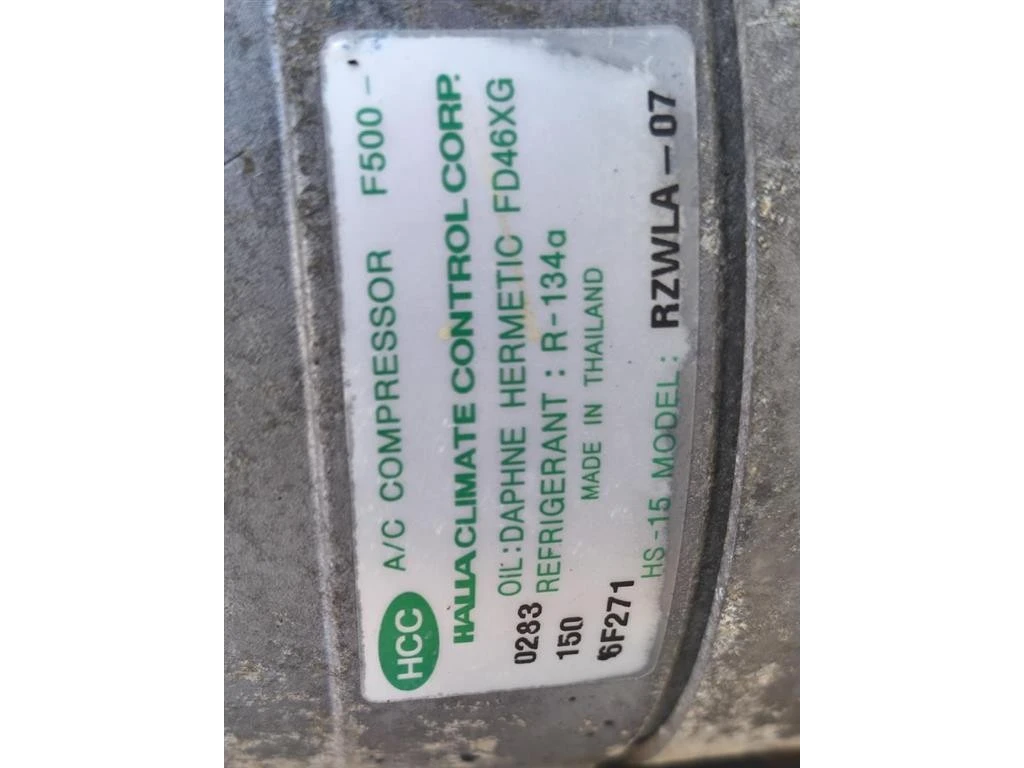 HCC A/C COMPRESSOR F500-
HALLA CLIMATE CONTROL CORP.
OIL:DAPHNE HERMETIC FD46XG
0283
REFRIGERANT : R-134a
150
MADE IN THAILAND
6F271
HS-15 MODEL: RZWLA-07